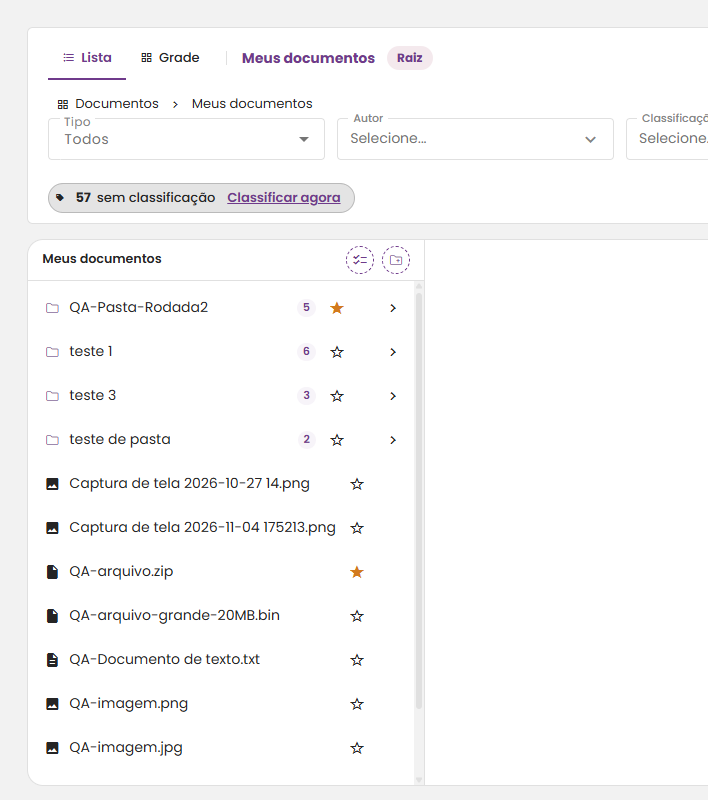 Lista Grade Meus documentos Raiz
Documentos > Meus documentos
Tipo Autor Classificaçã
Todos Selecione... Selecione.
57 sem classificação Classificar agora
Meus documentos
QA-Pasta-Rodada2 5
teste 1 6
teste 3 3
teste de pasta 2
Captura de tela 2026-10-27 14.png
Captura de tela 2026-11-04 175213.png
QA-arquivo.zip
QA-arquivo-grande-20MB.bin
QA-Documento de texto.txt
QA-imagem.png
QA-imagem.jpg